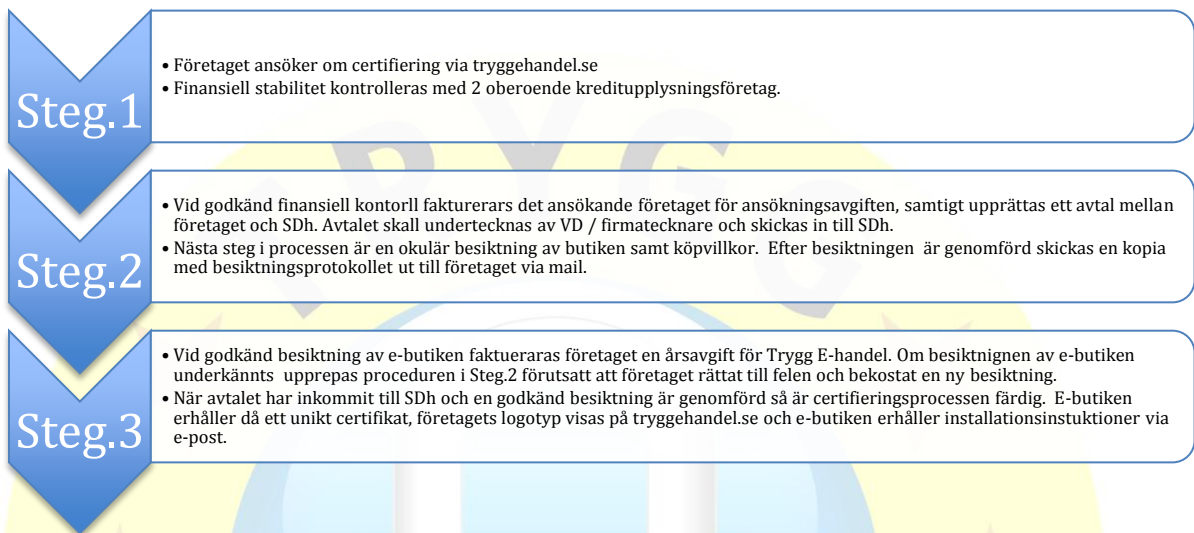 Steg.1
• Företaget ansöker om certifiering via tryggehandel.se
• Finansiell stabilitet kontrolleras med 2 oberoende kreditupplysningsföretag.
Steg.2
• Vid godkänd finansiell kontorll fakturerars det ansökande företaget för ansökningsavgiften, samtigt upprättas ett avtal mellan
företaget och SDh. Avtalet skall undertecknas av VD / firmatecknare och skickas in till SDh.
• Nästa steg i processen är en okulär besiktning av butiken samt köpvillkor. Efter besiktningen är genomförd skickas en kopia
med besiktningsprotokollet ut till företaget via mail.
Steg.3
• Vid godkänd besiktning av e-butiken faktueraras företaget en årsavgift för Trygg E-handel. Om besiktnignen av e-butiken
underkännts upprepas proceduren i Steg.2 förutsatt att företaget rättat till felen och bekostat en ny besiktning.
• När avtalet har inkommit till SDh och en godkänd besiktning är genomförd så är certifieringsprocessen färdig. E-butiken
erhåller då ett unikt certifikat, företagets logotyp visas på tryggehandel.se och e-butiken erhåller installationsinstuktioner via
e-post.
TRYGG